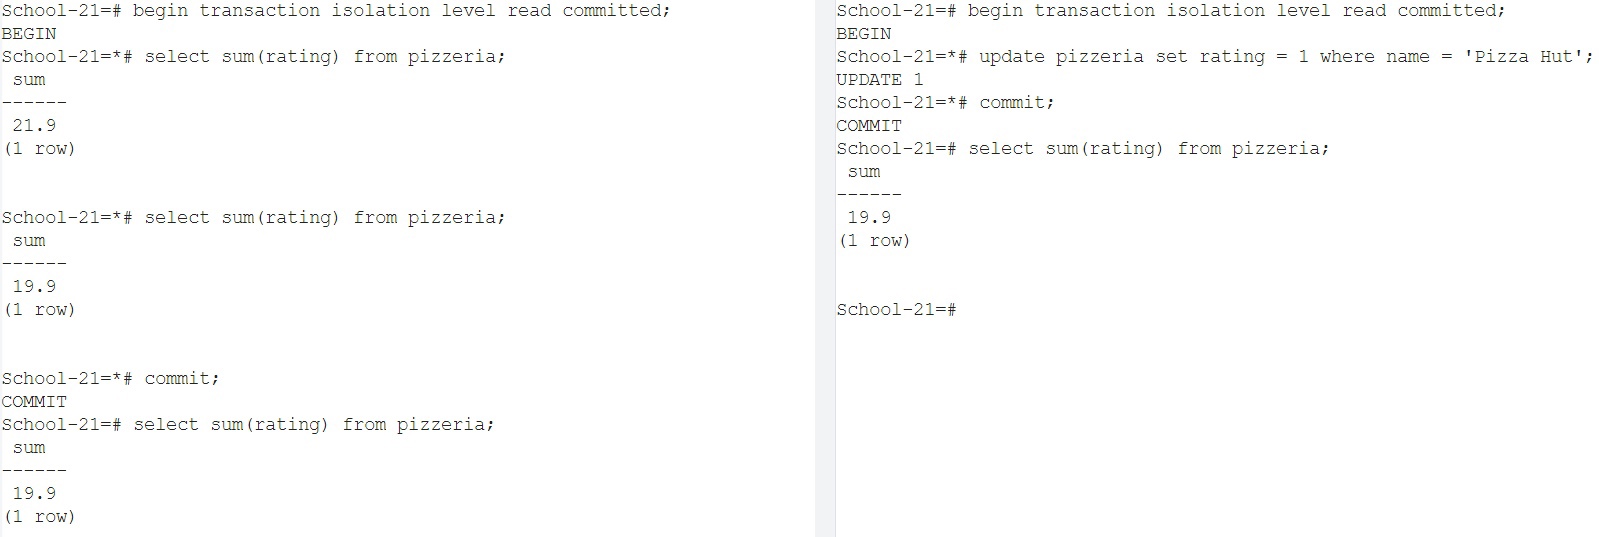 School-21=# begin transaction isolation level read committed;
BEGIN
School-21=*# select sum(rating) from pizzeria;
sum
------
21.9
(1 row)
School-21=*# select sum(rating) from pizzeria;
sum
------
19.9
(1 row)
School-21=*# commit;
COMMIT
School-21=# select sum(rating) from pizzeria;
sum
------
19.9
(1 row)
School-21=# begin transaction isolation level read committed;
BEGIN
School-21=*# update pizzeria set rating = 1 where name = 'Pizza Hut';
UPDATE 1
School-21=*# commit;
COMMIT
School-21=# select sum(rating) from pizzeria;
sum
------
19.9
(1 row)
School-21=#